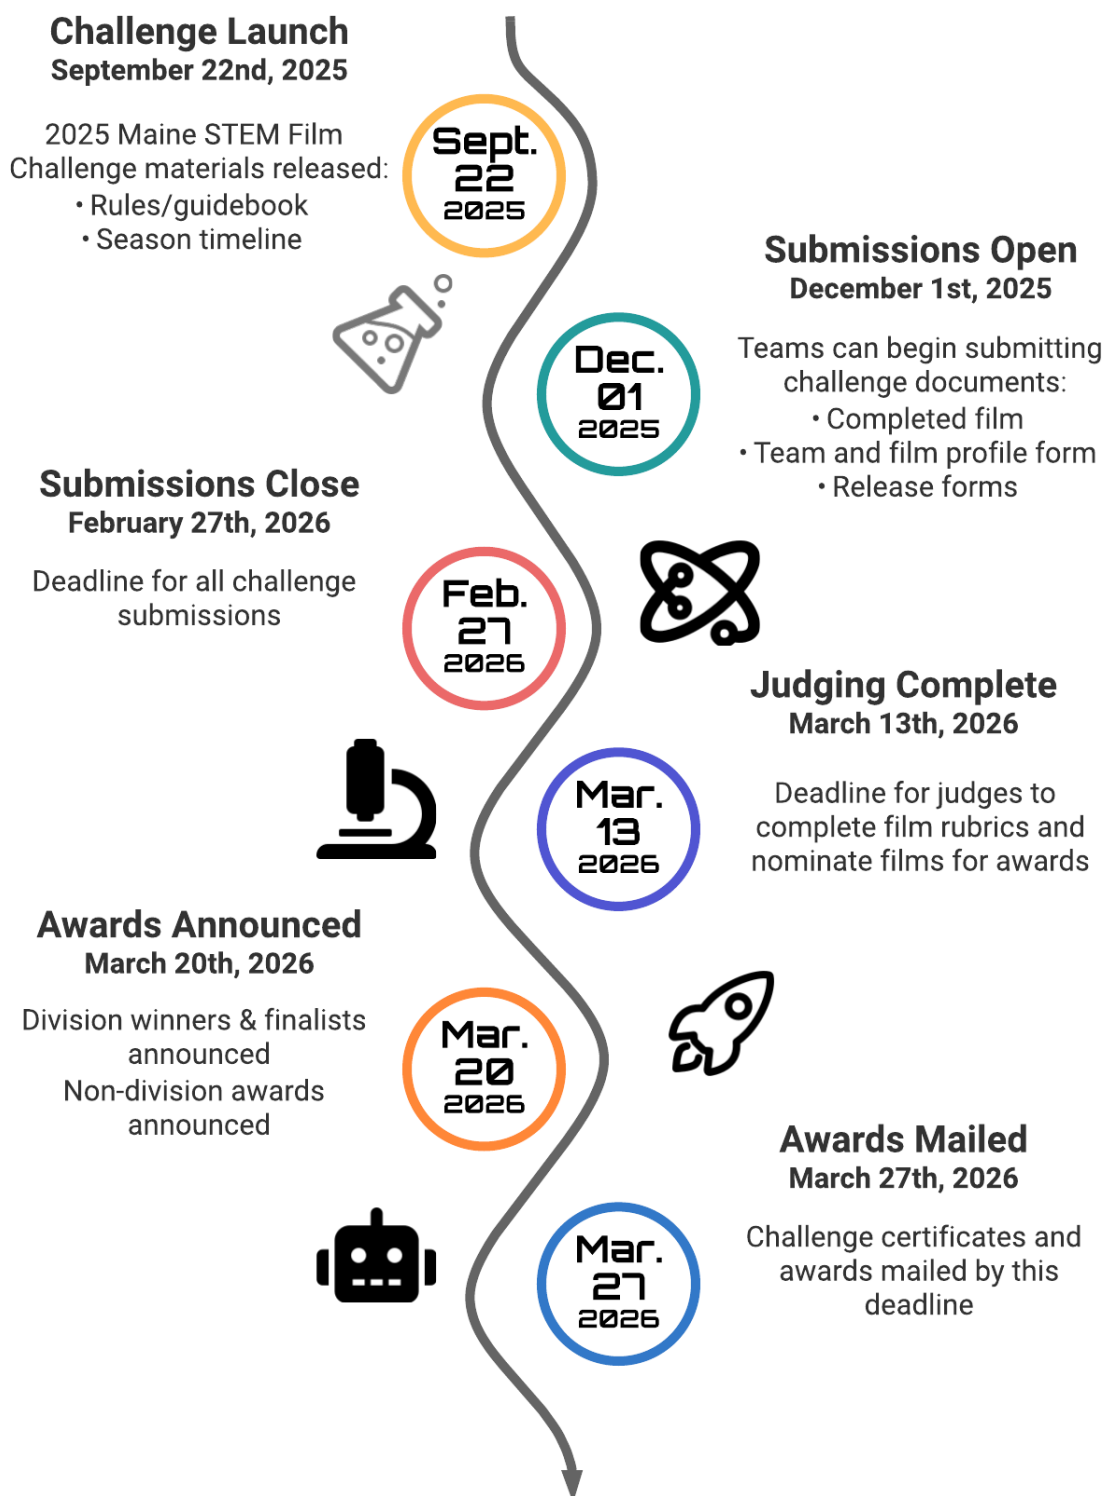 Challenge Launch
September 22nd, 2025
2025 Maine STEM Film
Challenge materials released:
• Rules/guidebook
• Season timeline
Sept.
22
2025
Submissions Open
December 1st, 2025
Teams can begin submitting
challenge documents:
• Completed film
• Team and film profile form
• Release forms
Dec.
01
2025
Submissions Close
February 27th, 2026
Deadline for all challenge
submissions
Feb.
27
2026
Judging Complete
March 13th, 2026
Deadline for judges to
complete film rubrics and
nominate films for awards
Mar.
13
2026
Awards Announced
March 20th, 2026
Division winners & finalists
announced
Non-division awards
announced
Mar.
20
2026
Awards Mailed
March 27th, 2026
Challenge certificates and
awards mailed by this
deadline
Mar.
27
2026